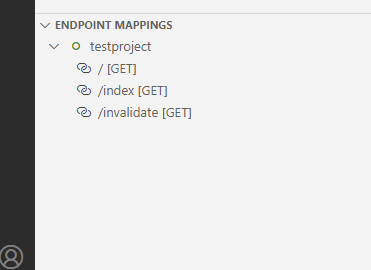 ENDPOINT MAPPINGS
testproject
/ [GET]
/index [GET]
/invalidate [GET]